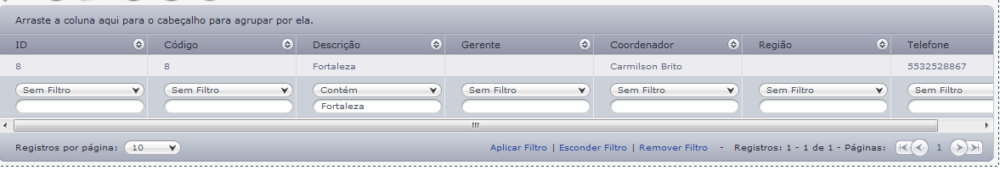 Arraste a coluna aqui para o cabeçalho para agrupar por ela.
ID Código Descrição Gerente Coordenador Região Telefone
8 8 Fortaleza Carmilson Brito 5532528867
Sem Filtro Sem Filtro Contém Sem Filtro Sem Filtro Sem Filtro Sem Filtro
Fortaleza
Registros por página: 10 Aplicar Filtro | Esconder Filtro | Remover Filtro - Registros: 1 - 1 de 1 - Páginas: 1